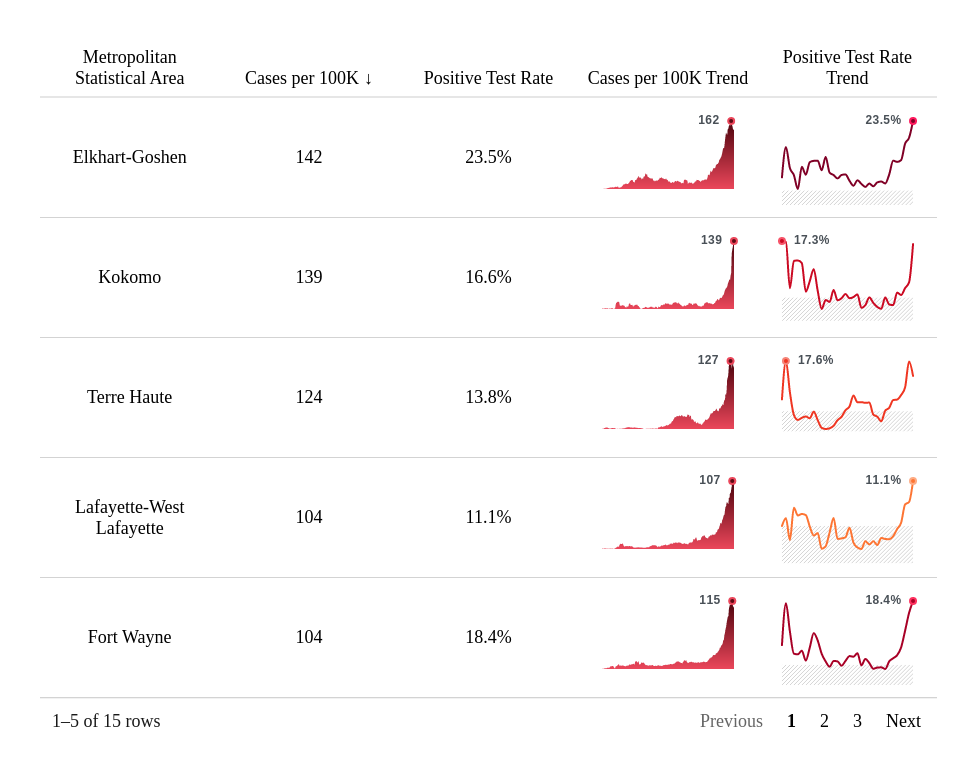 Metropolitan
Statistical Area
Cases per 100K ↓
Positive Test Rate
Cases per 100K Trend
Positive Test Rate
Trend
Elkhart-Goshen
142
23.5%
162
23.5%
Kokomo
139
16.6%
139
17.3%
Terre Haute
124
13.8%
127
17.6%
Lafayette-West
Lafayette
104
11.1%
107
11.1%
Fort Wayne
104
18.4%
115
18.4%
1–5 of 15 rows
Previous 1 2 3 Next